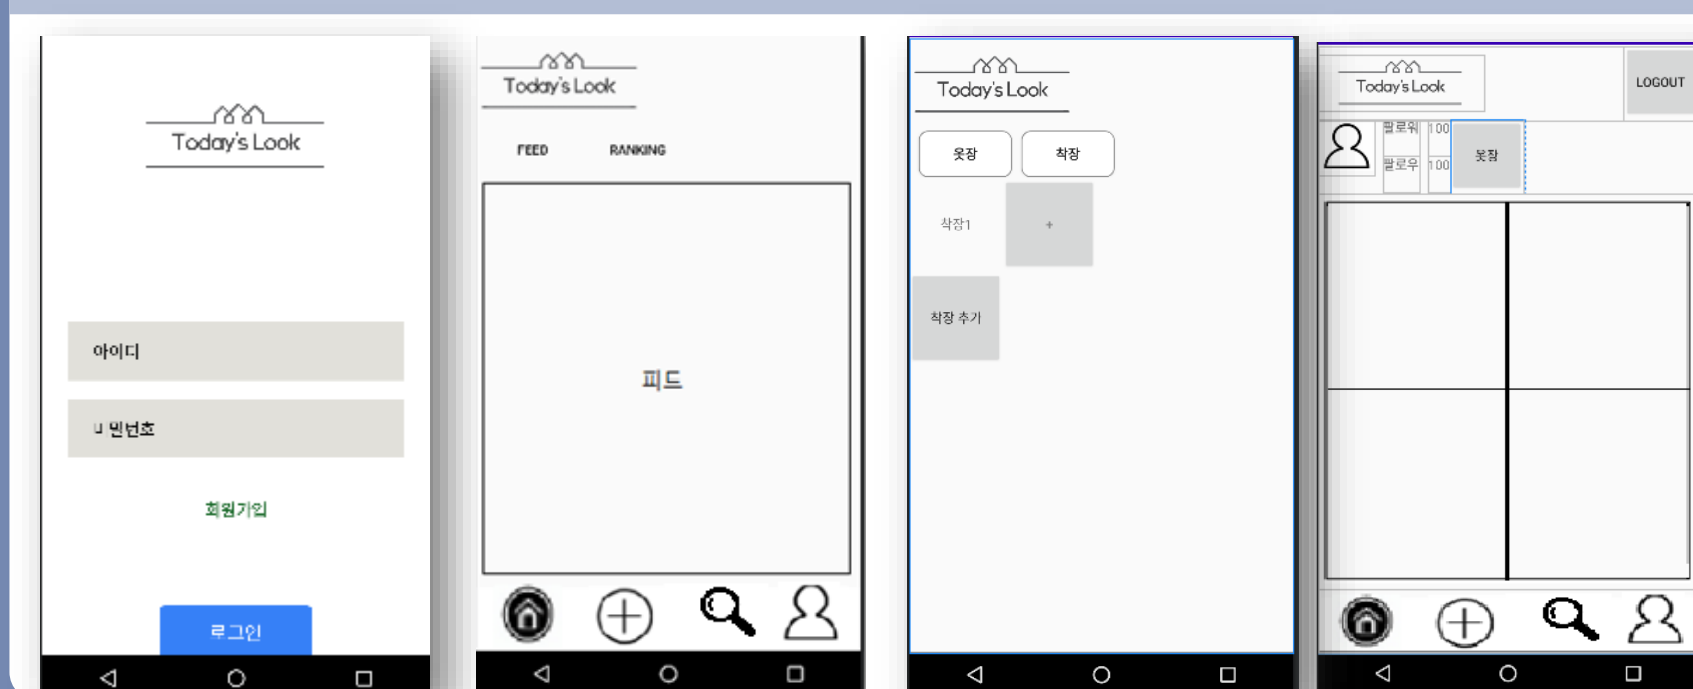 Today's Look
아이디
비밀번호
회원가입
로그인
Today's Look
FEED RANKING
피드
Today's Look
옷장 착장
착장1 +
착장 추가
Today's Look
LOGOUT
팔로워 100
팔로우 100
옷장